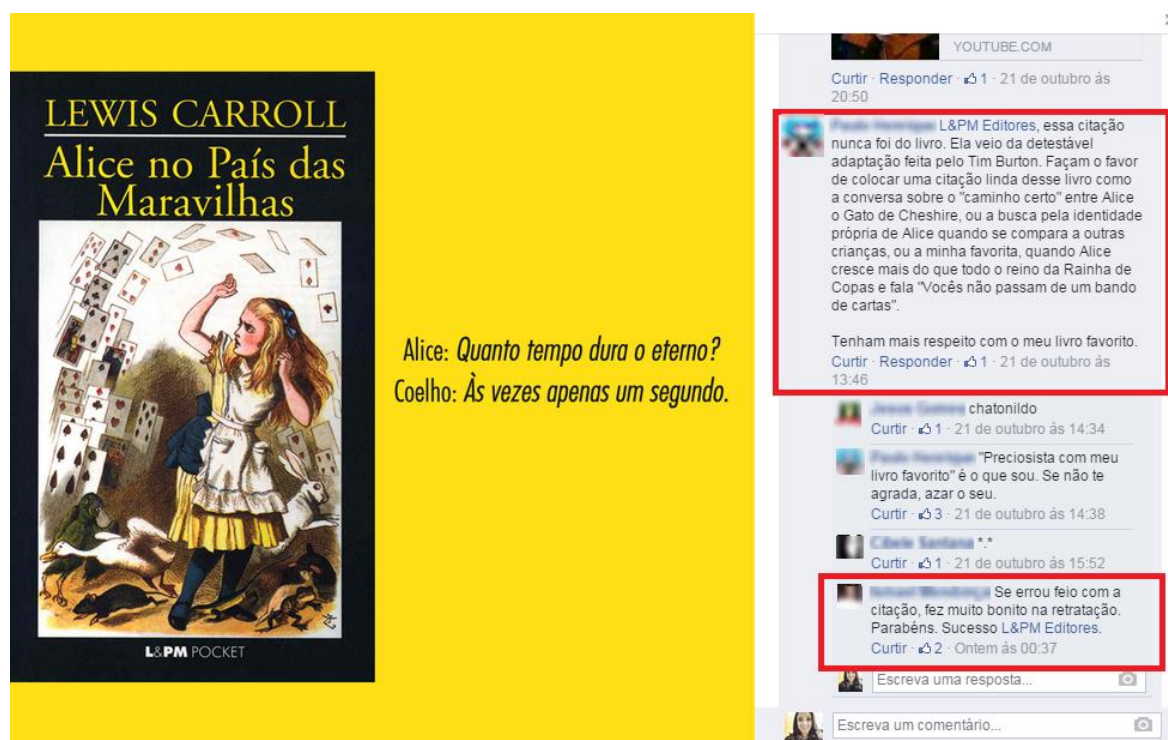 LEWIS CARROLL
Alice no País das
Maravilhas
L&PM POCKET
Alice: Quanto tempo dura o eterno?
Coelho: Às vezes apenas um segundo.
YOUTUBE.COM
Curtir · Responder · 1 · 21 de outubro às
20:50
L&PM Editores, essa citação
nunca foi do livro. Ela veio da detestável
adaptação feita pelo Tim Burton. Façam o favor
de colocar uma citação linda desse livro como
a conversa sobre o "caminho certo" entre Alice
o Gato de Cheshire, ou a busca pela identidade
própria de Alice quando se compara a outras
crianças, ou a minha favorita, quando Alice
cresce mais do que todo o reino da Rainha de
Copas e fala "Vocês não passam de um bando
de cartas".
Tenham mais respeito com o meu livro favorito.
Curtir · Responder · 1 · 21 de outubro às
13:46
chatonildo
Curtir · 1 · 21 de outubro às 14:34
"Preciosista com meu
livro favorito" é o que sou. Se não te
agrada, azar o seu.
Curtir · 3 · 21 de outubro às 14:38
*.*
Curtir · 1 · 21 de outubro às 15:52
Se errou feio com a
citação, fez muito bonito na retratação.
Parabéns. Sucesso L&PM Editores.
Curtir · 2 · Ontem às 00:37
Escreva uma resposta...
Escreva um comentário...